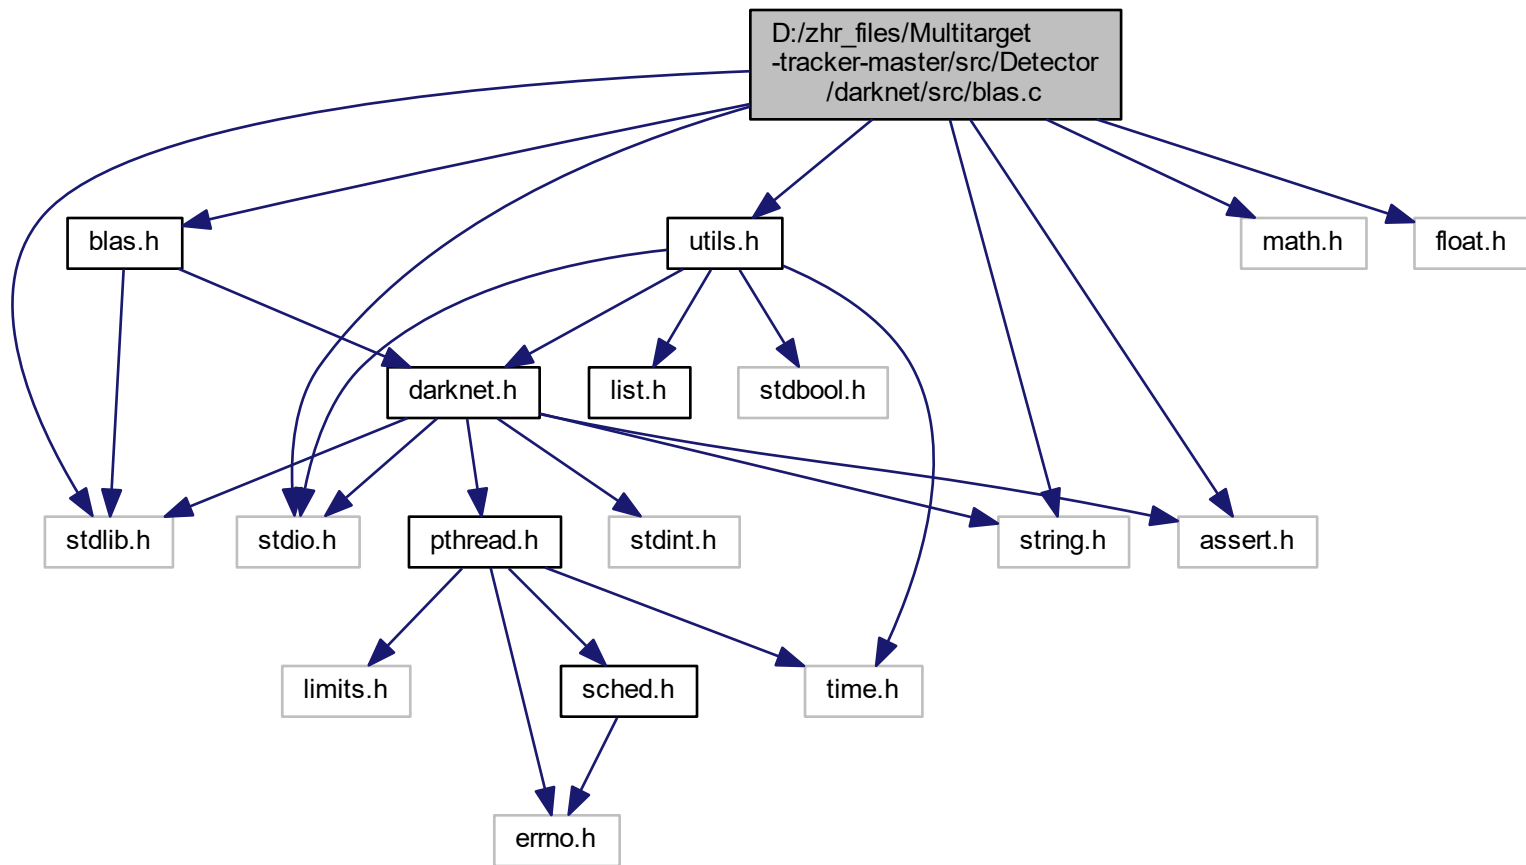 D:/zhr_files/Multitarget
-tracker-master/src/Detector
/darknet/src/blas.c
blas.h
utils.h
math.h
float.h
darknet.h
list.h
stdbool.h
stdlib.h
stdio.h
pthread.h
stdint.h
string.h
assert.h
limits.h
sched.h
time.h
errno.h